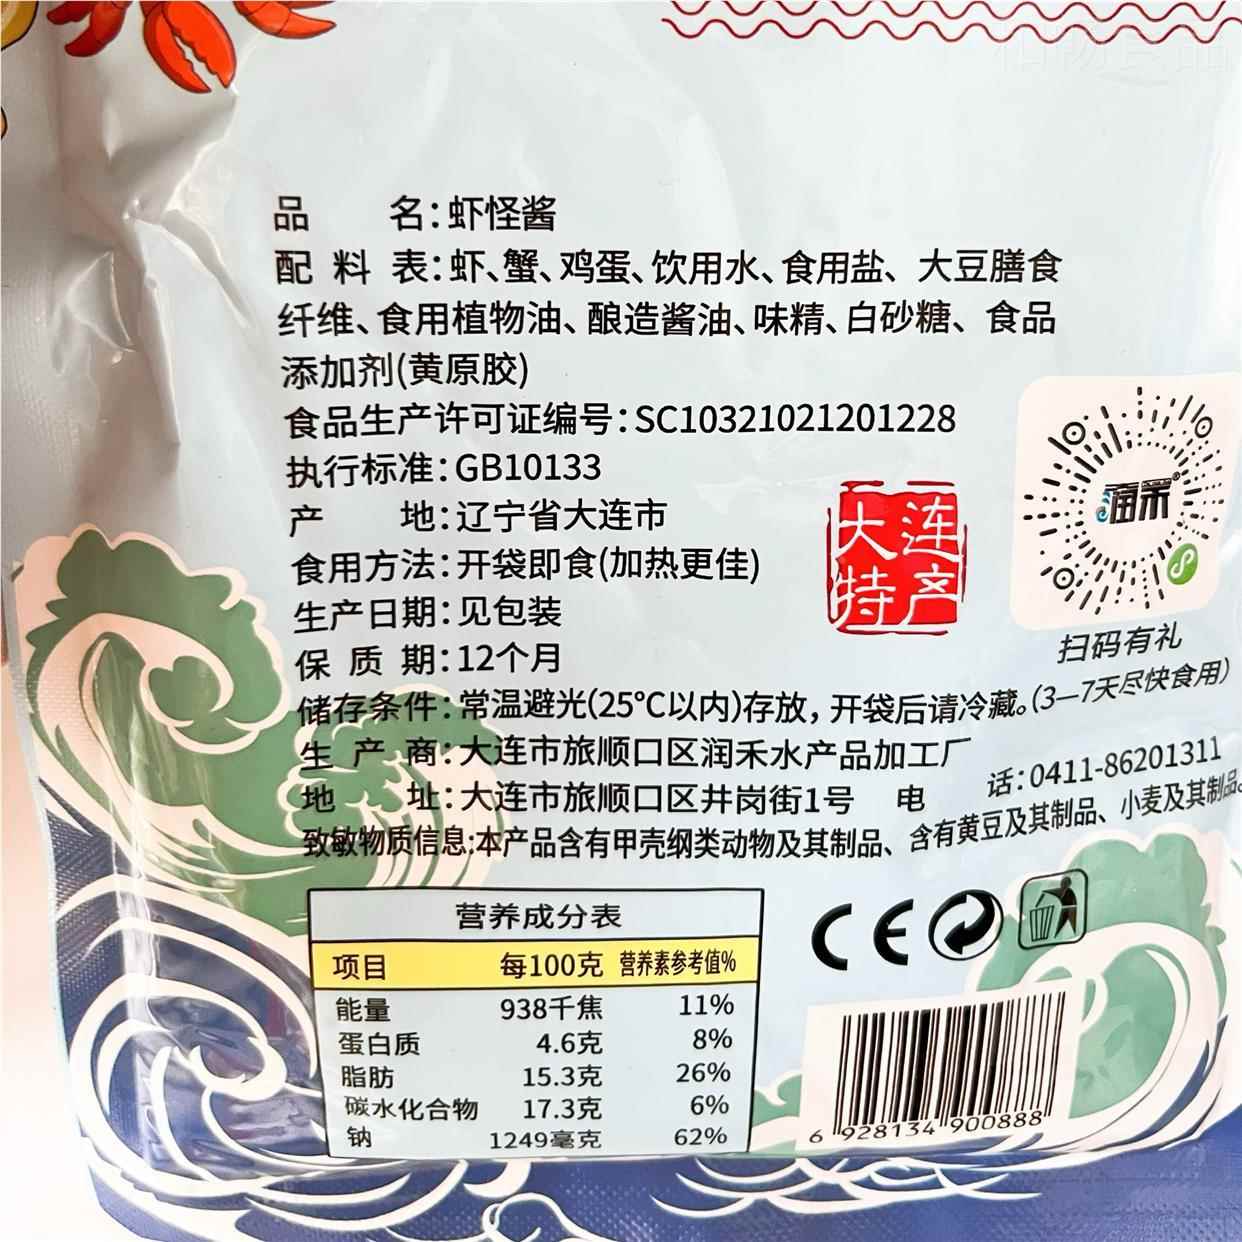 和物食品
品 名：虾怪酱
配 料 表：虾、蟹、鸡蛋、饮用水、食用盐、大豆膳食
纤维、食用植物油、酿造酱油、味精、白砂糖、食品
添加剂(黄原胶)
食品生产许可证编号：SC10321021201228
执行标准：GB10133
产 地：辽宁省大连市
食用方法：开袋即食(加热更佳)
生产日期：见包装
保 质 期：12个月
储存条件：常温避光(25℃以内)存放，开袋后请冷藏。(3—7天尽快食用)
生 产 商：大连市旅顺口区润禾水产品加工厂
地 址：大连市旅顺口区井岗街1号 电 话：0411-86201311
致敏物质信息:本产品含有甲壳纲类动物及其制品、含有黄豆及其制品、小麦及其制品。
大连
特产
润禾
扫码有礼
营养成分表
项目 每100克 营养素参考值%
能量 938千焦 11%
蛋白质 4.6克 8%
脂肪 15.3克 26%
碳水化合物 17.3克 6%
钠 1249毫克 62%
CE
6 928134 900888